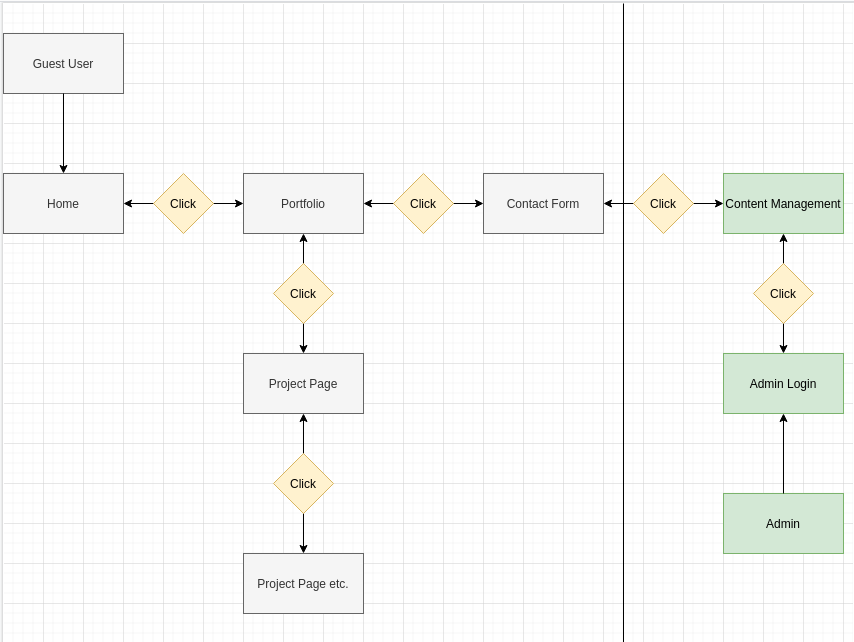 Guest User
Home
Click
Portfolio
Click
Contact Form
Click
Content Management
Click
Click
Project Page
Admin Login
Click
Admin
Project Page etc.